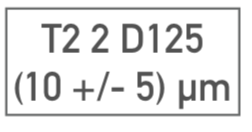 T2 2 D125
(10 +/- 5) µm